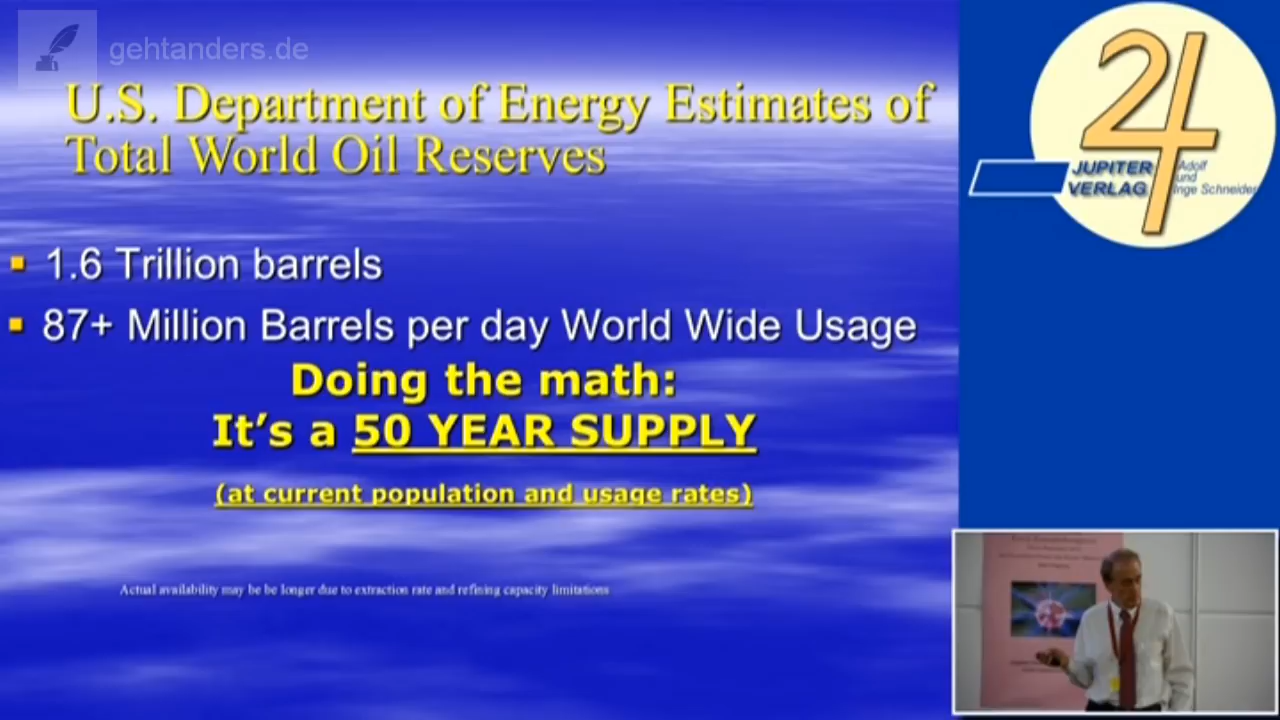 gehtanders.de
U.S. Department of Energy Estimates of
Total World Oil Reserves
1.6 Trillion barrels
87+ Million Barrels per day World Wide Usage
Doing the math:
It's a 50 YEAR SUPPLY
(at current population and usage rates)
Actual availability may be be longer due to extraction rate and refining capacity limitations
JUPITER
VERLAG
Adolf
und
Inge Schneider